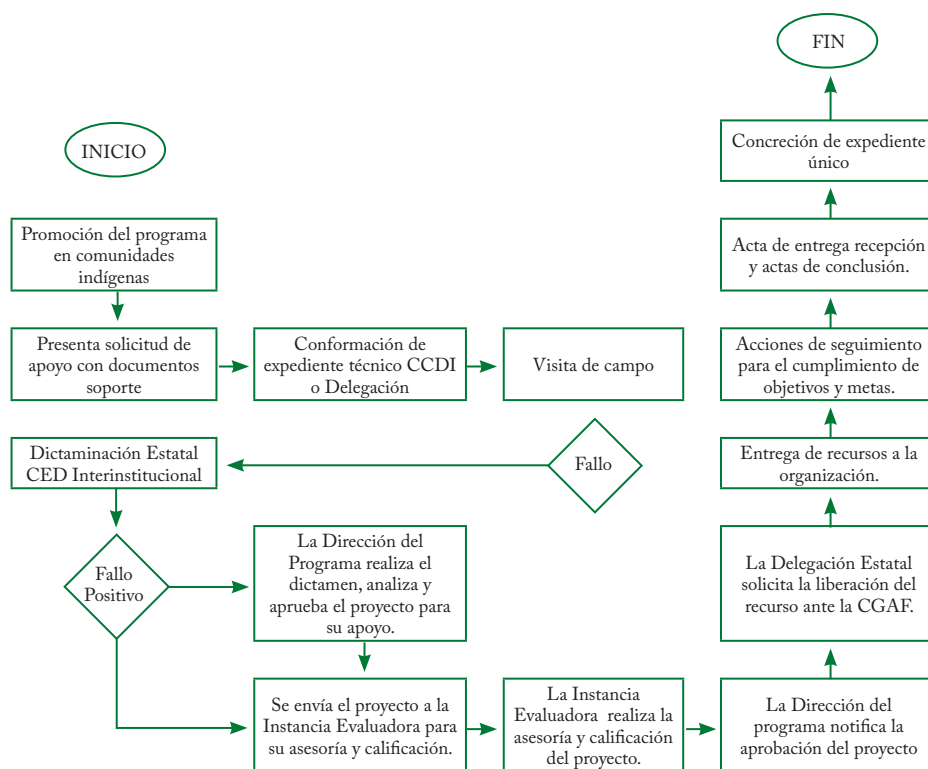 INICIO
Promoción del programa
en comunidades
indígenas
Presenta solicitud de
apoyo con documentos
soporte
Conformación de
expediente técnico CCDI
o Delegación
Visita de campo
Fallo
Dictaminación Estatal
CED Interinstitucional
Fallo
Positivo
La Dirección del
Programa realiza el
dictamen, analiza y
aprueba el proyecto para
su apoyo.
Se envía el proyecto a la
Instancia Evaluadora para
su asesoría y calificación.
La Instancia
Evaluadora realiza la
asesoría y calificación
del proyecto.
La Dirección del
programa notifica la
aprobación del proyecto
La Delegación Estatal
solicita la liberación del
recurso ante la CGAF.
Entrega de recursos a la
organización.
Acciones de seguimiento
para el cumplimiento de
objetivos y metas.
Acta de entrega recepción
y actas de conclusión.
Concreción de expediente
único
FIN